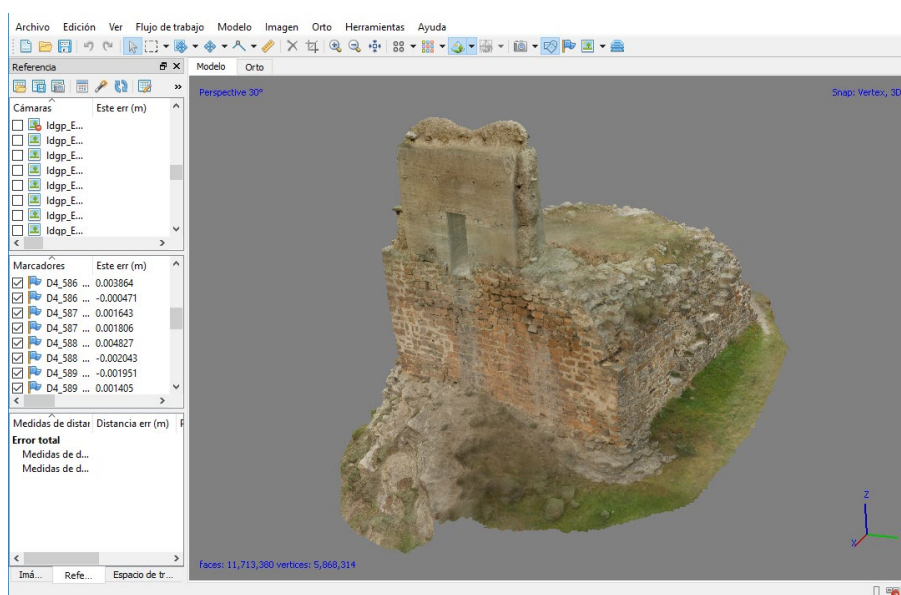 Archivo Edición Ver Flujo de trabajo Modelo Imagen Orto Herramientas Ayuda
Referencia
Modelo Orto
Perspective 30°
Snap: Vertex, 3D
»
Cámaras Este err (m)
ldgp_E...
ldgp_E...
ldgp_E...
ldgp_E...
ldgp_E...
ldgp_E...
ldgp_E...
ldgp_E...
Marcadores Este err (m)
D4_586 ... 0.003864
D4_586 ... -0.000471
D4_587 ... 0.001643
D4_587 ... 0.001806
D4_588 ... 0.004827
D4_588 ... -0.002043
D4_589 ... -0.001951
D4_589 ... 0.001405
Medidas de distar Distancia err (m)
Error total
Medidas de d...
Medidas de d...
Z
X
faces: 11,713,380 vertices: 5,868,314
Imá... Refe... Espacio de tr...